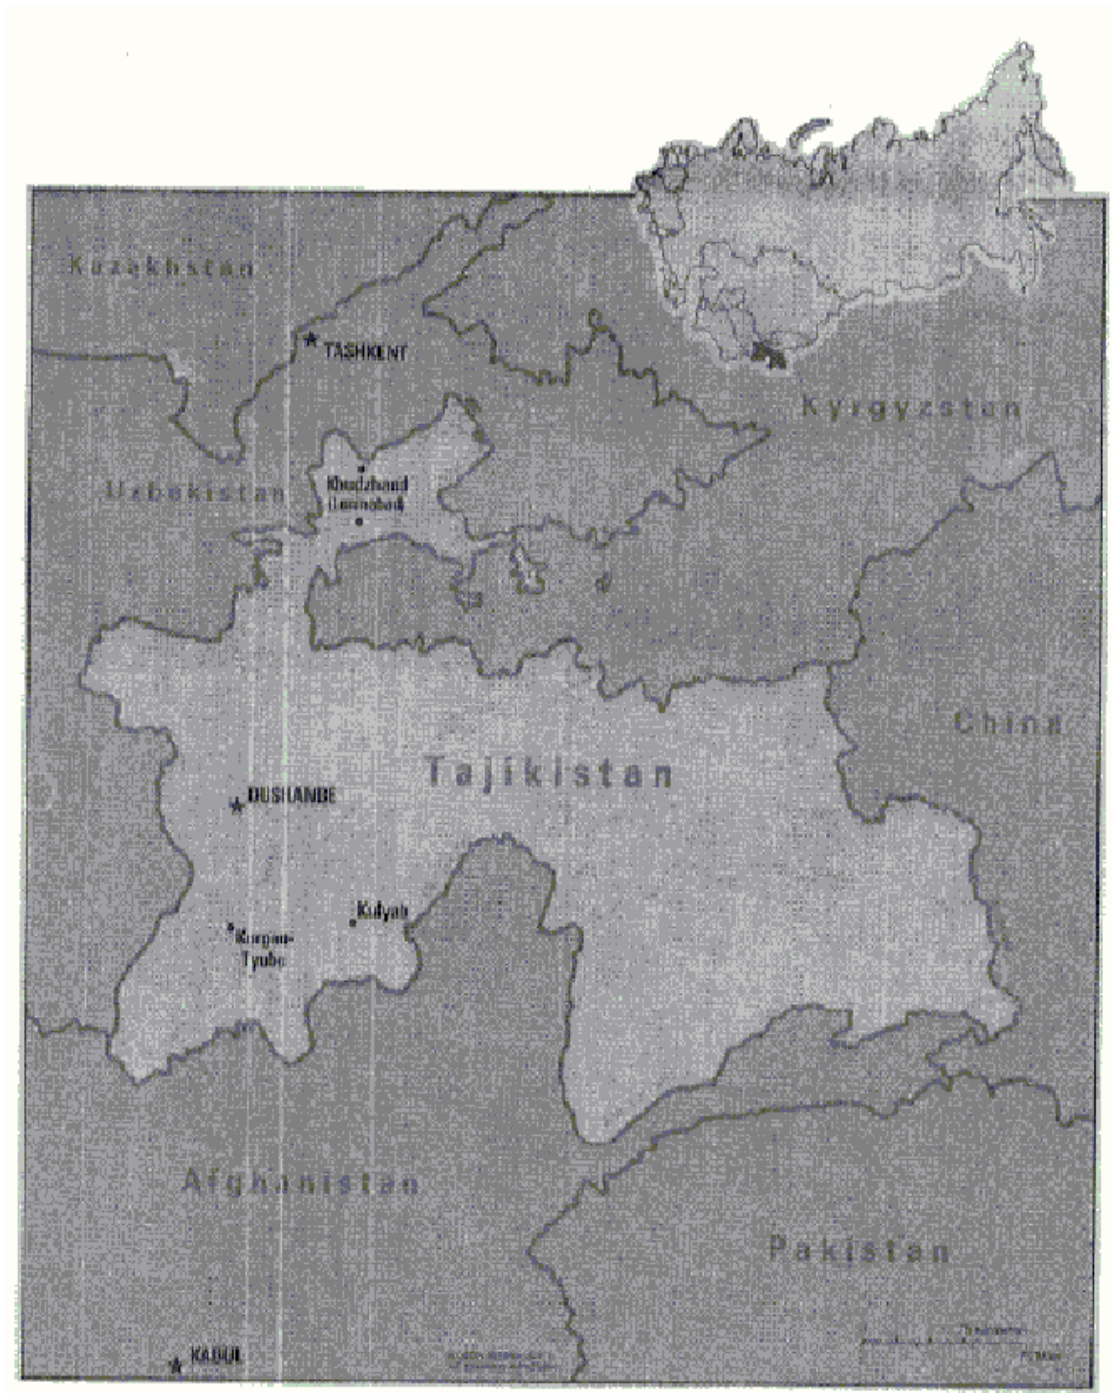 Kazakhstan
TASHKENT
Kyrgyzstan
Uzbekistan
Khudzhand
(Leninabad)
China
Tajikistan
DUSHANBE
Kulyab
Kurgan-
Tyube
Afghanistan
Pakistan
KABUL